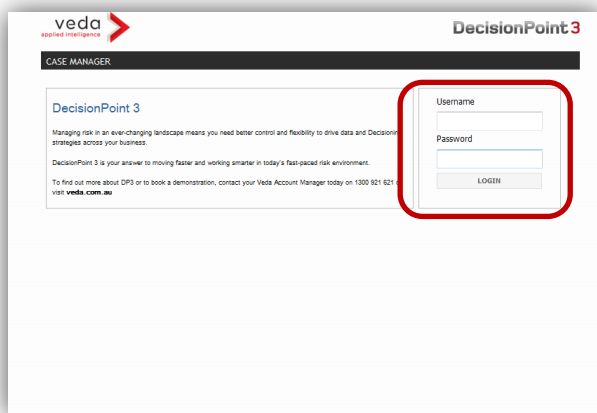 veda
applied intelligence
DecisionPoint 3
CASE MANAGER
DecisionPoint 3
Managing risk in an ever-changing landscape means you need better control and flexibility to drive data and Decisionin
strategies across your business.
DecisionPoint 3 is your answer to moving faster and working smarter in today's fast-paced risk environment.
To find out more about DP3 or to book a demonstration, contact your Veda Account Manager today on 1300 921 621
visit veda.com.au
Username
Password
LOGIN